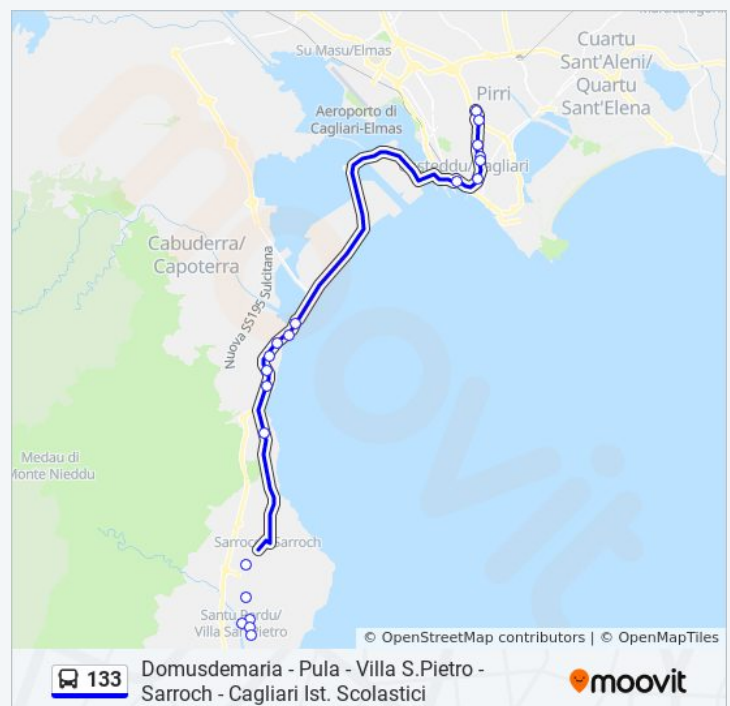 Su Masu/Elmas
Cuartu
Sant'Aleni/
Quartu
Sant'Elena
Pirri
Aeroporto di
Cagliari-Elmas
steddu/Cagliari
Cabuderra/
Capoterra
Nuova SS195 Sulcitana
Medau di
Monte Nieddu
Sarroch
Santu Perdu/
Villa San Pietro
© OpenStreetMap contributors | © OpenMapTiles
133
Domusdemaria - Pula - Villa S.Pietro -
Sarroch - Cagliari Ist. Scolastici
moovit
moovit